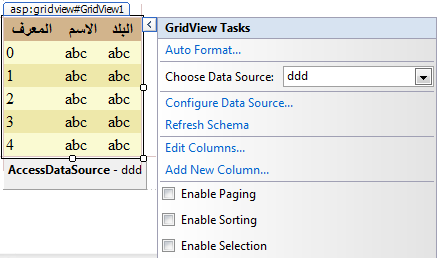 asp:gridview#GridView1
المعرف الاسم البلد
0 abc abc
1 abc abc
2 abc abc
3 abc abc
4 abc abc
AccessDataSource - ddd
GridView Tasks
Auto Format...
Choose Data Source: ddd
Configure Data Source...
Refresh Schema
Edit Columns...
Add New Column...
Enable Paging
Enable Sorting
Enable Selection